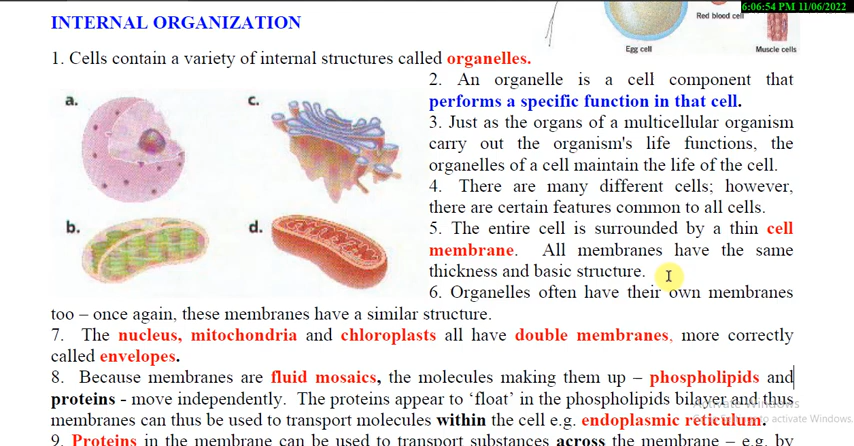 6:06:54 PM 11/06/2022
INTERNAL ORGANIZATION
Red blood cell
Egg cell
Muscle cells
1. Cells contain a variety of internal structures called organelles.
a.
c.
b.
d.
2. An organelle is a cell component that
performs a specific function in that cell.
3. Just as the organs of a multicellular organism
carry out the organism's life functions, the
organelles of a cell maintain the life of the cell.
4. There are many different cells; however,
there are certain features common to all cells.
5. The entire cell is surrounded by a thin cell
membrane. All membranes have the same
thickness and basic structure.
6. Organelles often have their own membranes
too – once again, these membranes have a similar structure.
7. The nucleus, mitochondria and chloroplasts all have double membranes, more correctly
called envelopes.
8. Because membranes are fluid mosaics, the molecules making them up – phospholipids and
proteins - move independently. The proteins appear to ‘float’ in the phospholipids bilayer and thus
membranes can thus be used to transport molecules within the cell e.g. endoplasmic reticulum.
9. Proteins in the membrane can be used to transport substances across the membrane – e.g. by
Activate Windows
to activate Windows.